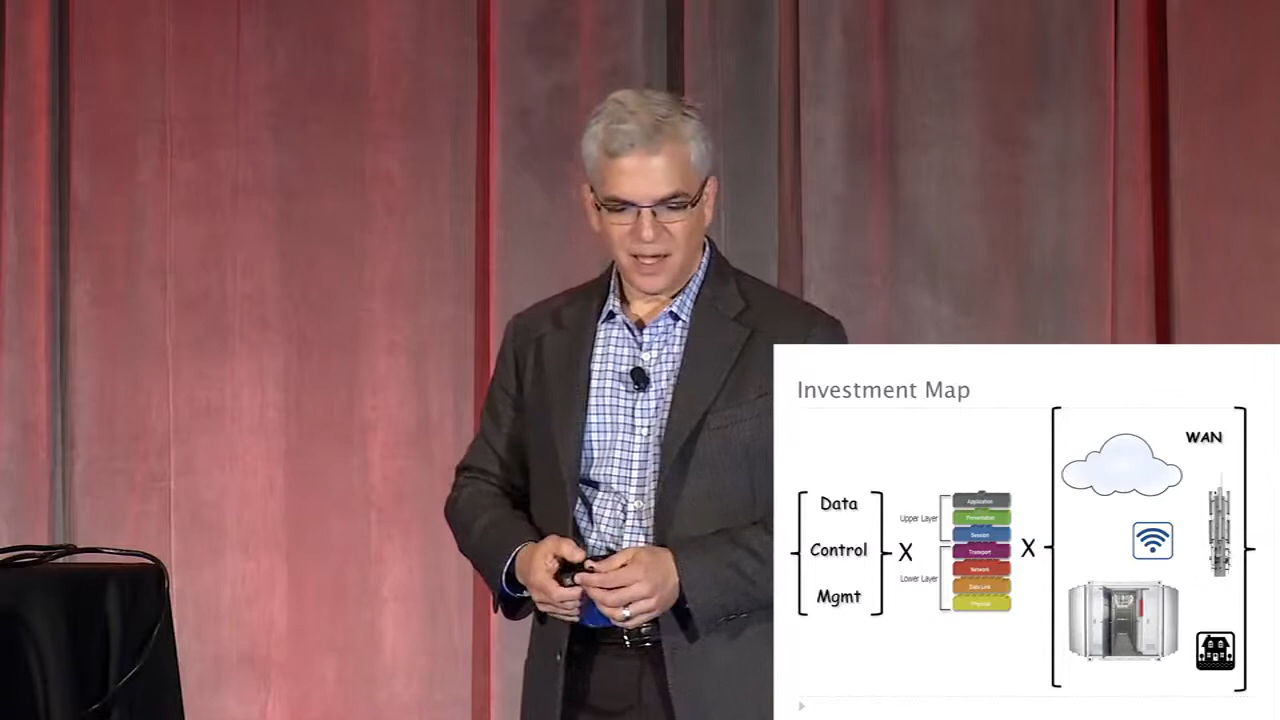 Investment Map
WAN
Data
Control
Mgmt
X
Upper Layer
Lower Layer
Application
Presentation
Session
Transport
Network
Data Link
Physical
X